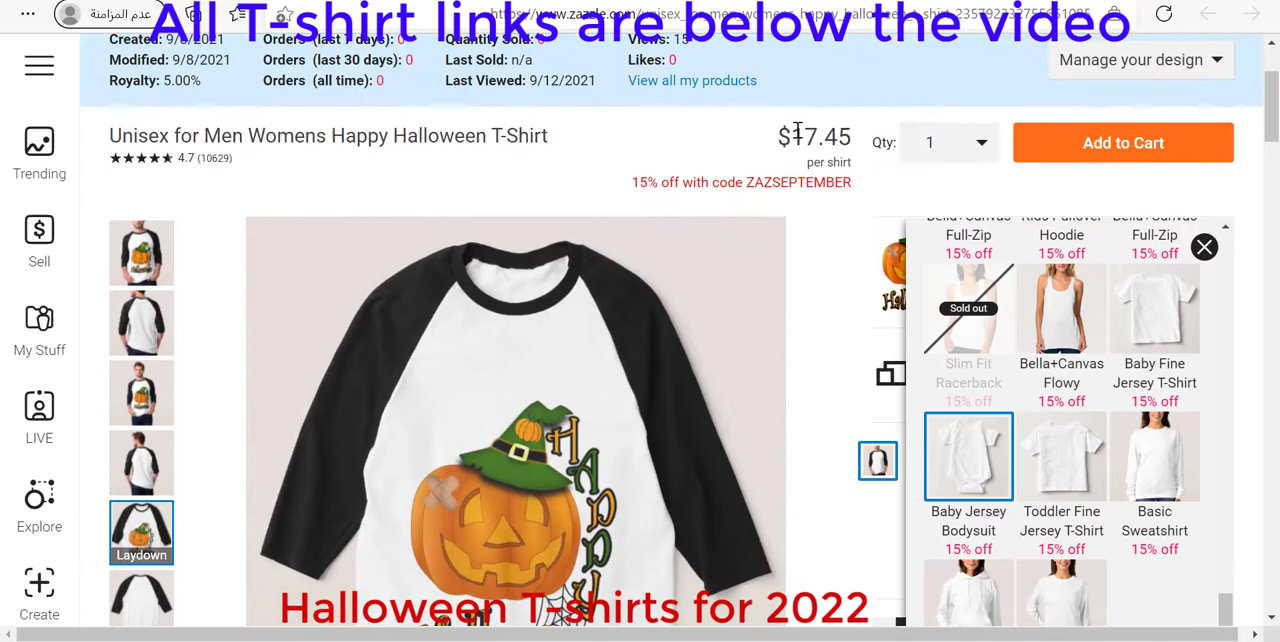 عدم المزامنة
All T-shirt links are below the video
Created: 9/8/2021
Orders (last 7 days): 0
Quantity Sold: 0
Views: 15
Modified: 9/8/2021
Orders (last 30 days): 0
Last Sold: n/a
Likes: 0
Manage your design
Royalty: 5.00%
Orders (all time): 0
Last Viewed: 9/12/2021
View all my products
Unisex for Men Womens Happy Halloween T-Shirt
4.7 (10629)
$17.45
per shirt
15% off with code ZAZSEPTEMBER
Qty: 1
Add to Cart
Trending
Sell
My Stuff
LIVE
Explore
Create
Laydown
HAPPY
Bella+Canvas
Full-Zip
15% off
Kids Pullover
Hoodie
15% off
Bella+Canvas
Full-Zip
15% off
Sold out
Slim Fit
Racerback
15% off
Bella+Canvas
Flowy
15% off
Baby Fine
Jersey T-Shirt
15% off
Baby Jersey
Bodysuit
15% off
Toddler Fine
Jersey T-Shirt
15% off
Basic
Sweatshirt
15% off
Halloween T-shirts for 2022